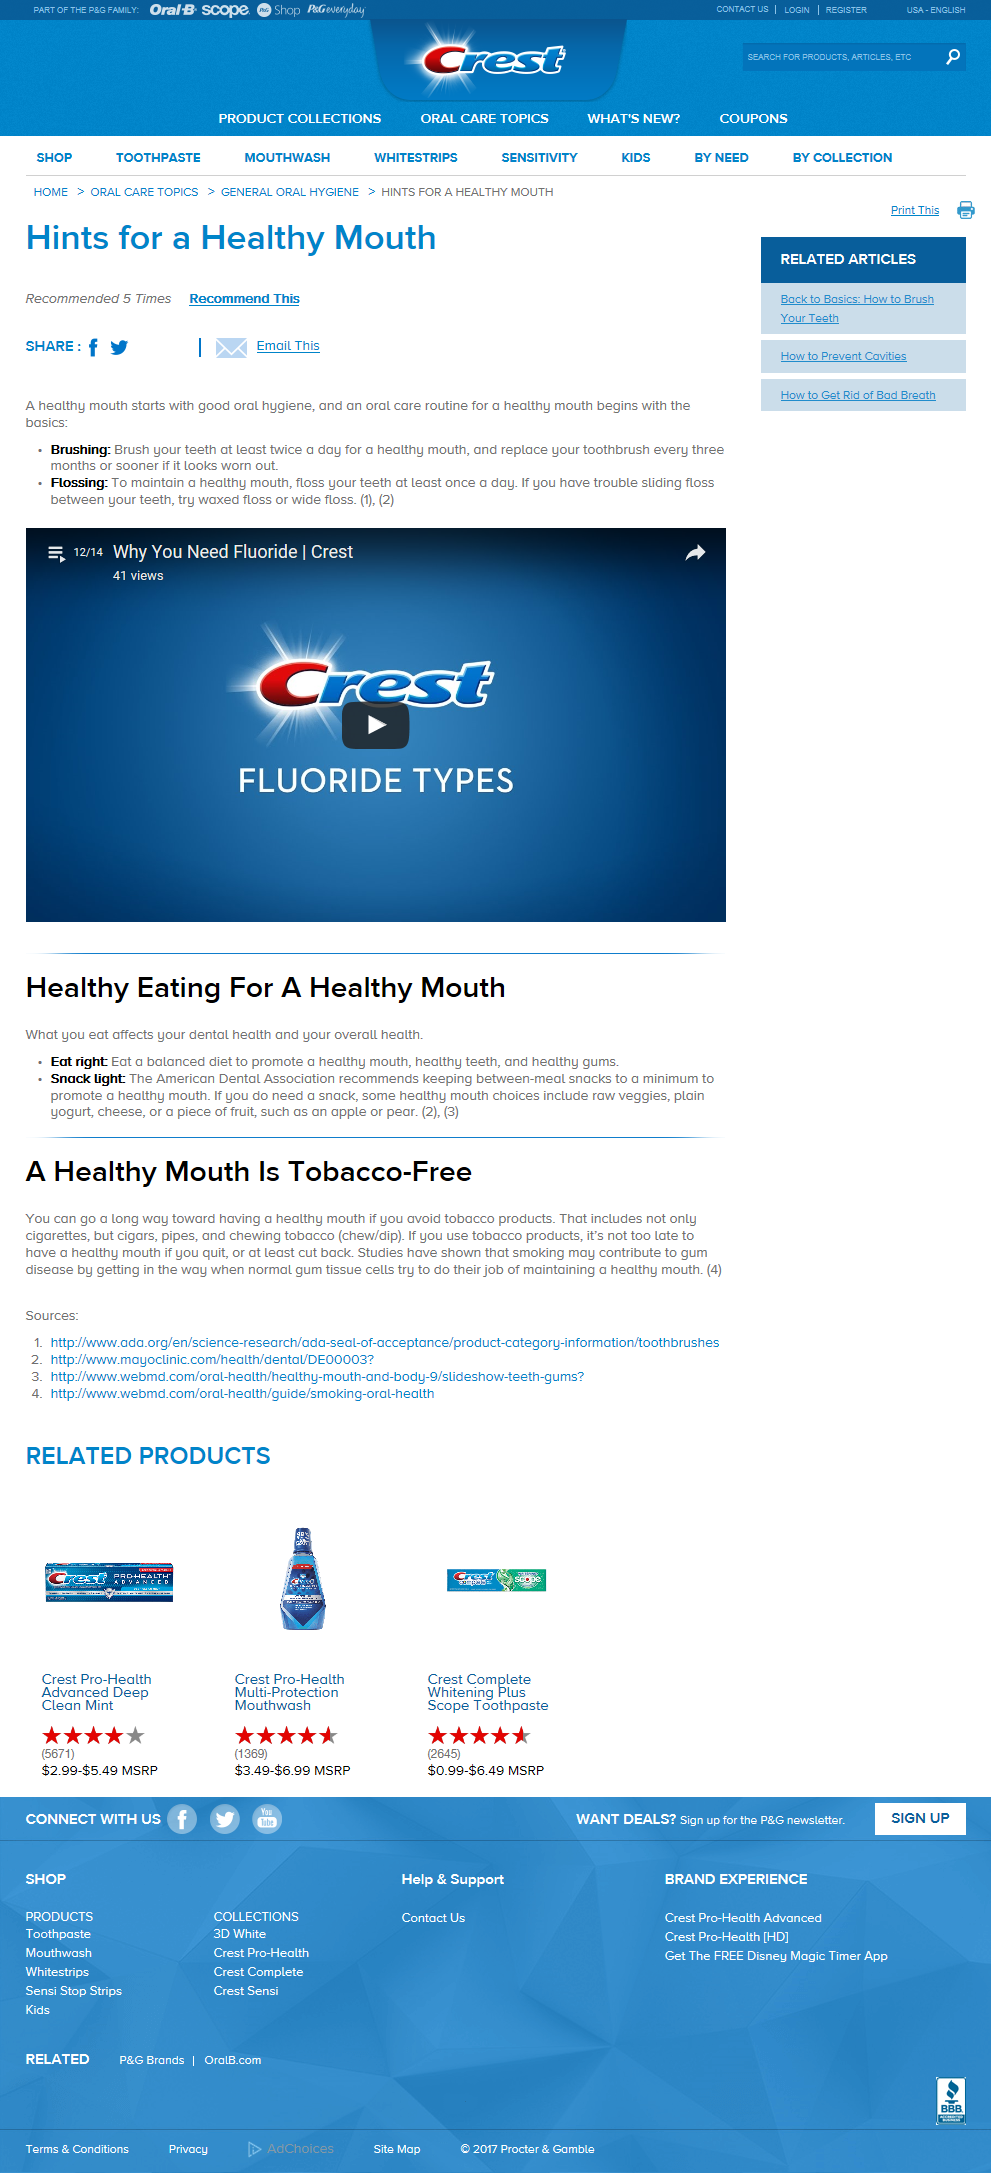 PART OF THE P&G FAMILY: Oral-B scope P&G Shop P&G everyday
CONTACT US | LOGIN | REGISTER USA - ENGLISH
Crest
SEARCH FOR PRODUCTS, ARTICLES, ETC
PRODUCT COLLECTIONS ORAL CARE TOPICS WHAT'S NEW? COUPONS
SHOP TOOTHPASTE MOUTHWASH WHITESTRIPS SENSITIVITY KIDS BY NEED BY COLLECTION
HOME > ORAL CARE TOPICS > GENERAL ORAL HYGIENE > HINTS FOR A HEALTHY MOUTH
Print This
Hints for a Healthy Mouth
Recommended 5 Times Recommend This
SHARE : | Email This
RELATED ARTICLES
Back to Basics: How to Brush
Your Teeth
How to Prevent Cavities
How to Get Rid of Bad Breath
A healthy mouth starts with good oral hygiene, and an oral care routine for a healthy mouth begins with the
basics:
• Brushing: Brush your teeth at least twice a day for a healthy mouth, and replace your toothbrush every three
months or sooner if it looks worn out.
• Flossing: To maintain a healthy mouth, floss your teeth at least once a day. If you have trouble sliding floss
between your teeth, try waxed floss or wide floss. (1), (2)
12/14 Why You Need Fluoride | Crest
41 views
Crest
FLUORIDE TYPES
Healthy Eating For A Healthy Mouth
What you eat affects your dental health and your overall health.
• Eat right: Eat a balanced diet to promote a healthy mouth, healthy teeth, and healthy gums.
• Snack light: The American Dental Association recommends keeping between-meal snacks to a minimum to
promote a healthy mouth. If you do need a snack, some healthy mouth choices include raw veggies, plain
yogurt, cheese, or a piece of fruit, such as an apple or pear. (2), (3)
A Healthy Mouth Is Tobacco-Free
You can go a long way toward having a healthy mouth if you avoid tobacco products. That includes not only
cigarettes, but cigars, pipes, and chewing tobacco (chew/dip). If you use tobacco products, it's not too late to
have a healthy mouth if you quit, or at least cut back. Studies have shown that smoking may contribute to gum
disease by getting in the way when normal gum tissue cells try to do their job of maintaining a healthy mouth. (4)
Sources:
1. http://www.ada.org/en/science-research/ada-seal-of-acceptance/product-category-information/toothbrushes
2. http://www.mayoclinic.com/health/dental/DE00003?
3. http://www.webmd.com/oral-health/healthy-mouth-and-body-9/slideshow-teeth-gums?
4. http://www.webmd.com/oral-health/guide/smoking-oral-health
RELATED PRODUCTS
Crest PRO-HEALTH
ADVANCED
Crest
scope
Crest Pro-Health
Advanced Deep
Clean Mint
(5671)
$2.99-$5.49 MSRP
Crest Pro-Health
Multi-Protection
Mouthwash
(1369)
$3.49-$6.99 MSRP
Crest Complete
Whitening Plus
Scope Toothpaste
(2645)
$0.99-$6.49 MSRP
CONNECT WITH US You Tube
WANT DEALS? Sign up for the P&G newsletter. SIGN UP
SHOP
PRODUCTS
Toothpaste
Mouthwash
Whitestrips
Sensi Stop Strips
Kids
COLLECTIONS
3D White
Crest Pro-Health
Crest Complete
Crest Sensi
Help & Support
Contact Us
BRAND EXPERIENCE
Crest Pro-Health Advanced
Crest Pro-Health [HD]
Get The FREE Disney Magic Timer App
RELATED P&G Brands | OralB.com
BBB
ACCREDITED
BUSINESS
Terms & Conditions Privacy AdChoices Site Map © 2017 Procter & Gamble